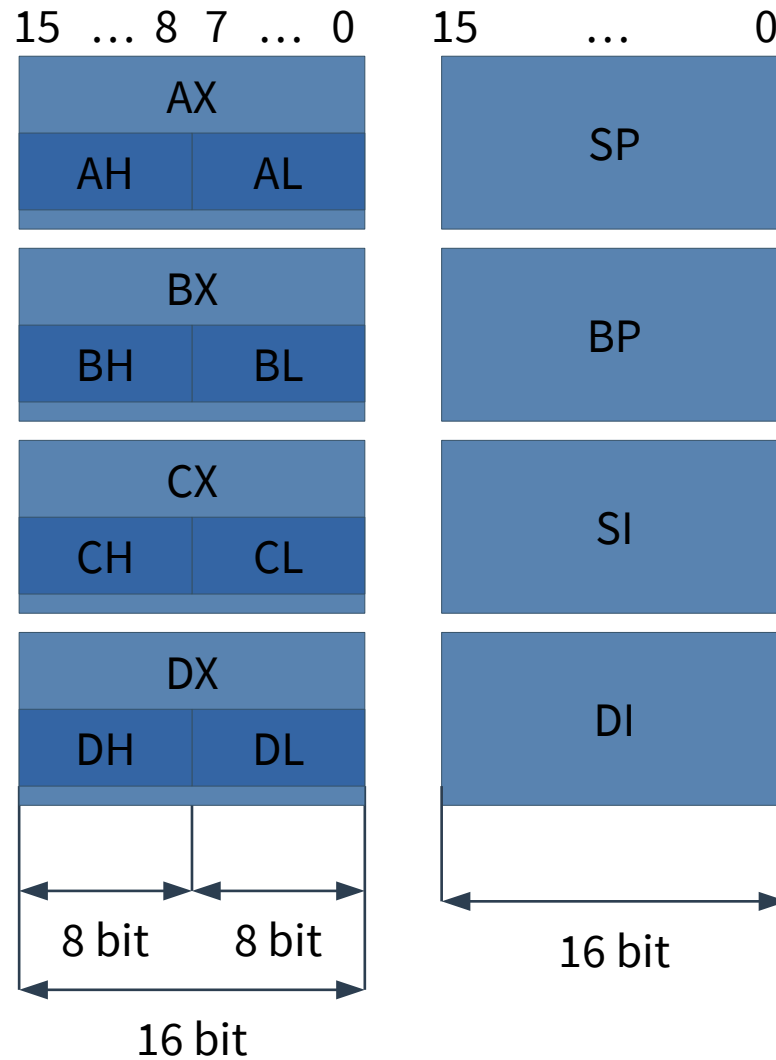 15 … 8 7 … 0
15 … 0
AX
AH AL
SP
BX
BH BL
BP
CX
CH CL
SI
DX
DH DL
DI
8 bit 8 bit
16 bit
16 bit